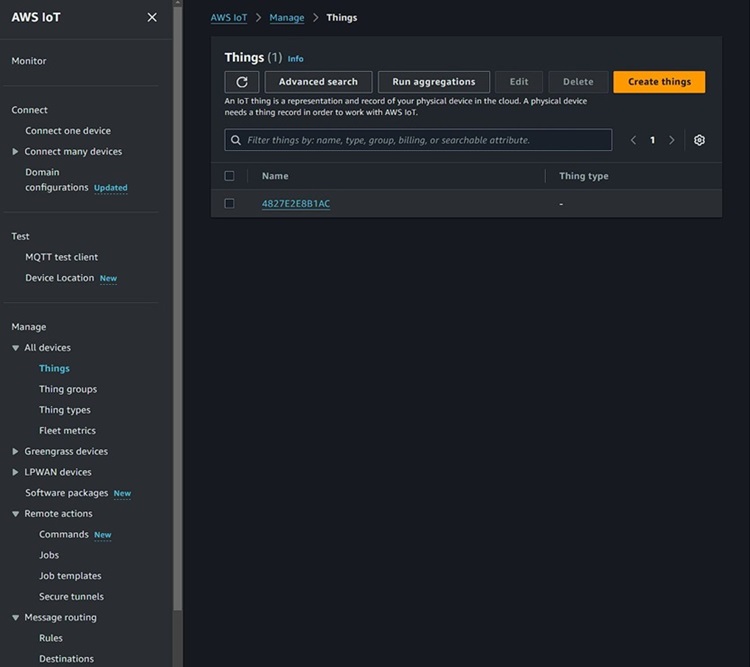 AWS IoT
Monitor
Connect
Connect one device
Connect many devices
Domain
configurations Updated
Test
MQTT test client
Device Location New
Manage
All devices
Things
Thing groups
Thing types
Fleet metrics
Greengrass devices
LPWAN devices
Software packages New
Remote actions
Commands New
Jobs
Job templates
Secure tunnels
Message routing
Rules
Destinations
AWS IoT > Manage > Things
Things (1) Info
Advanced search Run aggregations Edit Delete Create things
An IoT thing is a representation and record of your physical device in the cloud. A physical device
needs a thing record in order to work with AWS IoT.
Filter things by: name, type, group, billing, or searchable attribute.
< 1 >
Name Thing type
4827E2E8B1AC -